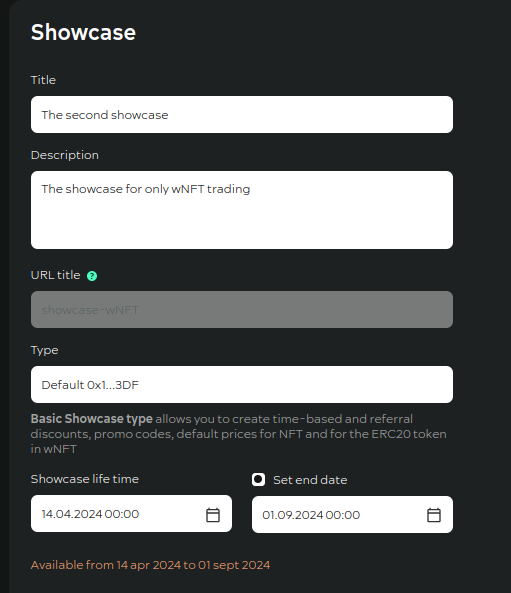 Showcase
Title
The second showcase
Description
The showcase for only wNFT trading
URL title ?
showcase-wNFT
Type
Default 0x1...3DF
Basic Showcase type allows you to create time-based and referral
discounts, promo codes, default prices for NFT and for the ERC20 token
in wNFT
Showcase life time
Set end date
14.04.2024 00:00
01.09.2024 00:00
Available from 14 apr 2024 to 01 sept 2024